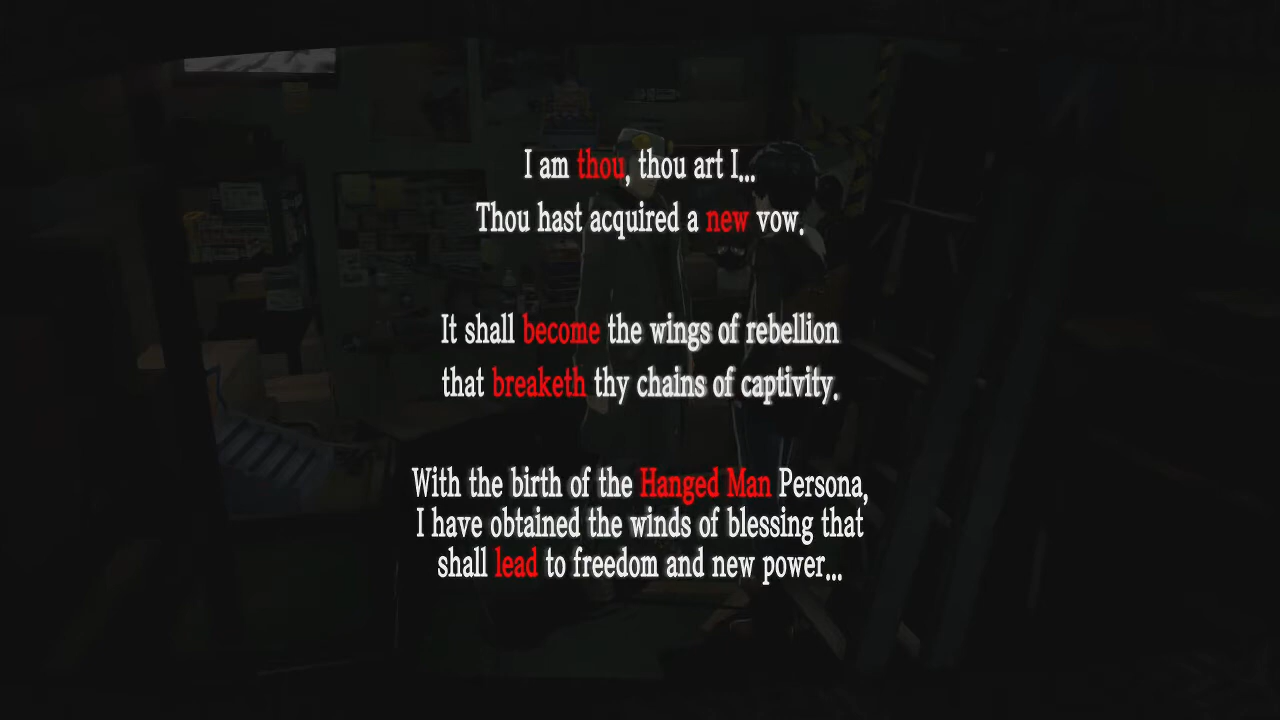 I am thou, thou art I...
Thou hast acquired a new vow.
It shall become the wings of rebellion
that breaketh thy chains of captivity.
With the birth of the Hanged Man Persona,
I have obtained the winds of blessing that
shall lead to freedom and new power...